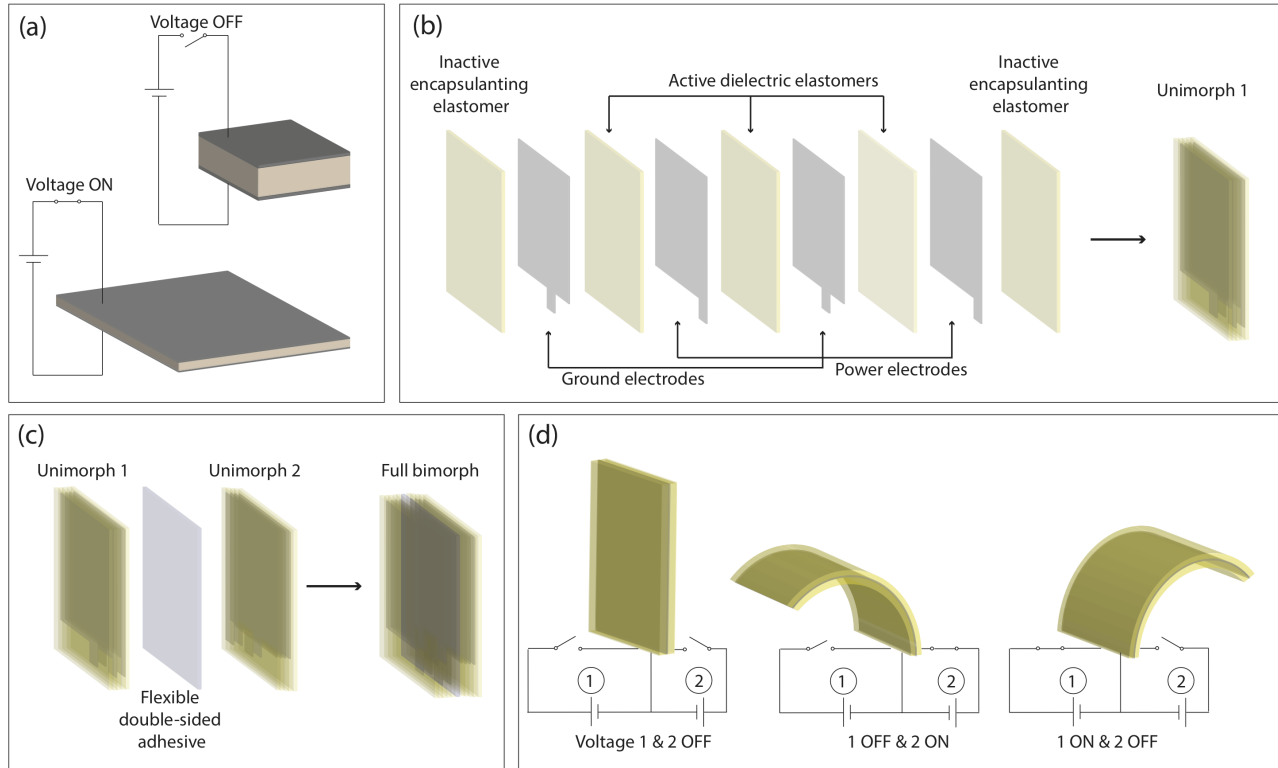 (a)
Voltage OFF
Voltage ON
(b)
Inactive
encapsulanting
elastomer
Active dielectric elastomers
Inactive
encapsulanting
elastomer
Unimorph 1
Ground electrodes
Power electrodes
(c)
Unimorph 1
Unimorph 2
Full bimorph
Flexible
double-sided
adhesive
(d)
1
2
Voltage 1 & 2 OFF
1
2
1 OFF & 2 ON
1
2
1 ON & 2 OFF